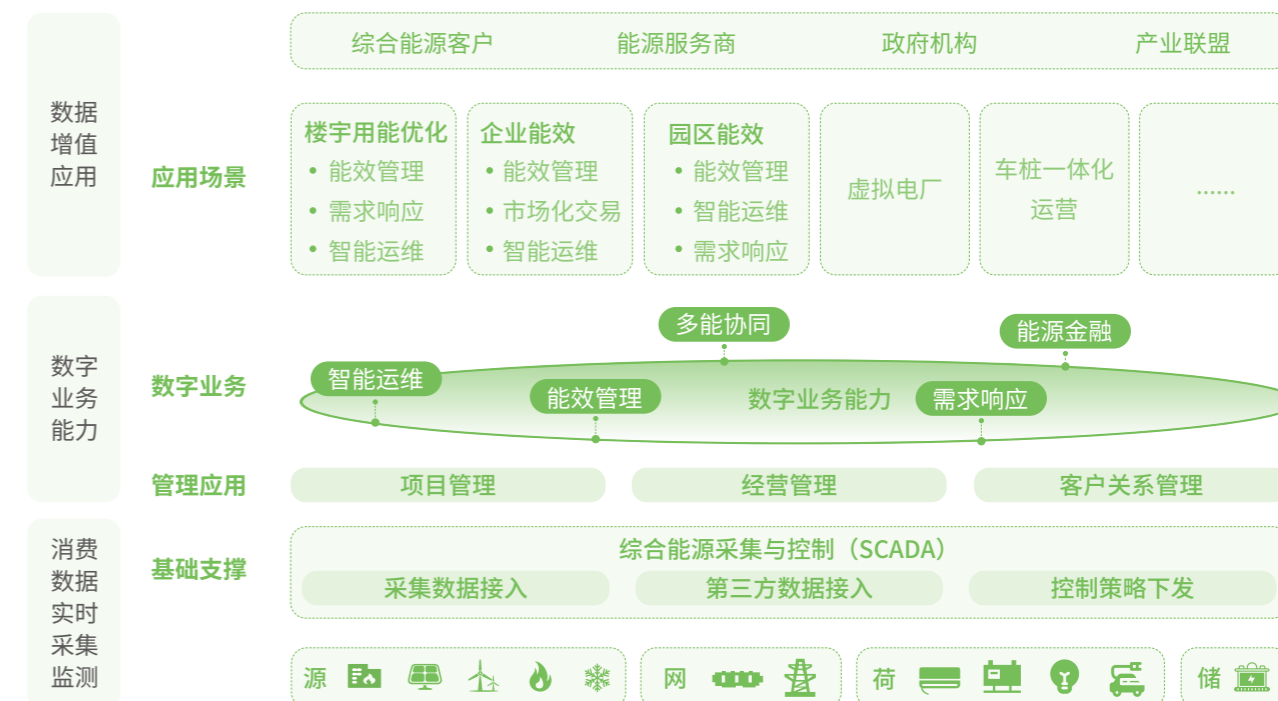 数据
增值
应用
综合能源客户 能源服务商 政府机构 产业联盟
应用场景
楼宇用能优化
• 能效管理
• 需求响应
• 智能运维
企业能效
• 能效管理
• 市场化交易
• 智能运维
园区能效
• 能效管理
• 智能运维
• 需求响应
虚拟电厂
车桩一体化
运营
......
数字
业务
能力
数字业务
多能协同
能源金融
智能运维
能效管理
数字业务能力
需求响应
管理应用
项目管理 经营管理 客户关系管理
消费
数据
实时
采集
监测
基础支撑
综合能源采集与控制（SCADA）
采集数据接入 第三方数据接入 控制策略下发
源 网 荷 储